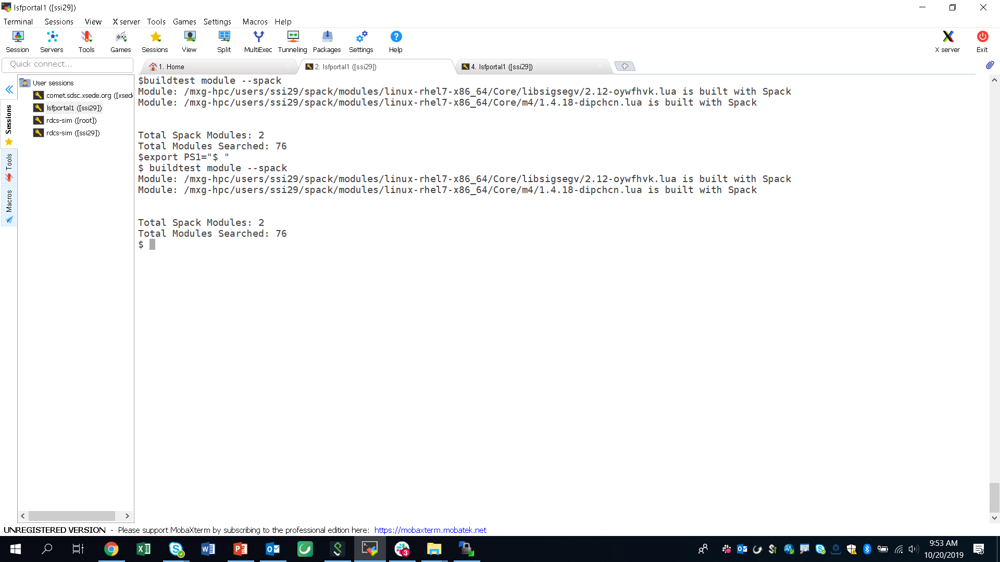 lsfportal1 ([ssi29])
Terminal Sessions View X server Tools Games Settings Macros Help
Session Servers Tools Games Sessions View Split MultiExec Tunneling Packages Settings Help X server Exit
Quick connect...
1. Home
2. lsfportal1 ([ssi29])
4. lsfportal1 ([ssi29])
Sessions
Tools
Macros
User sessions
comet.sdsc.xsede.org ([xsed
lsfportal1 ([ssi29])
rdcs-sim ([root])
rdcs-sim ([ssi29])
$buildtest module --spack
Module: /mxg-hpc/users/ssi29/spack/modules/linux-rhel7-x86_64/Core/libsigsegv/2.12-oywfhvk.lua is built with Spack
Module: /mxg-hpc/users/ssi29/spack/modules/linux-rhel7-x86_64/Core/m4/1.4.18-dipchcn.lua is built with Spack
Total Spack Modules: 2
Total Modules Searched: 76
$export PS1="$ "
$ buildtest module --spack
Module: /mxg-hpc/users/ssi29/spack/modules/linux-rhel7-x86_64/Core/libsigsegv/2.12-oywfhvk.lua is built with Spack
Module: /mxg-hpc/users/ssi29/spack/modules/linux-rhel7-x86_64/Core/m4/1.4.18-dipchcn.lua is built with Spack
Total Spack Modules: 2
Total Modules Searched: 76
$
UNREGISTERED VERSION - Please support MobaXterm by subscribing to the professional edition here: https://mobaxterm.mobatek.net
3
9:53 AM
10/20/2019